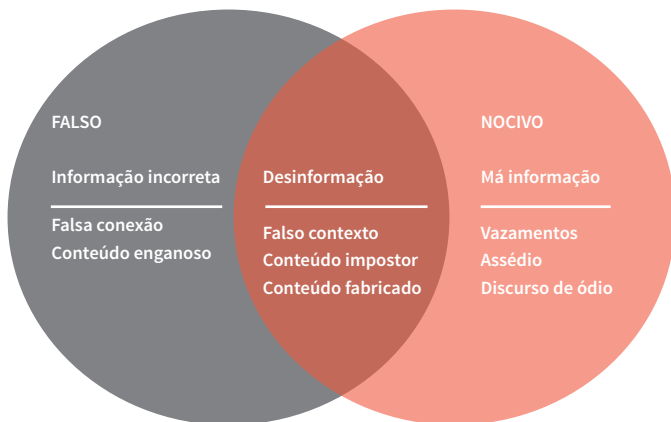 FALSO
Informação incorreta
Falsa conexão
Conteúdo enganoso
Desinformação
Falso contexto
Conteúdo impostor
Conteúdo fabricado
NOCIVO
Má informação
Vazamentos
Assédio
Discurso de ódio